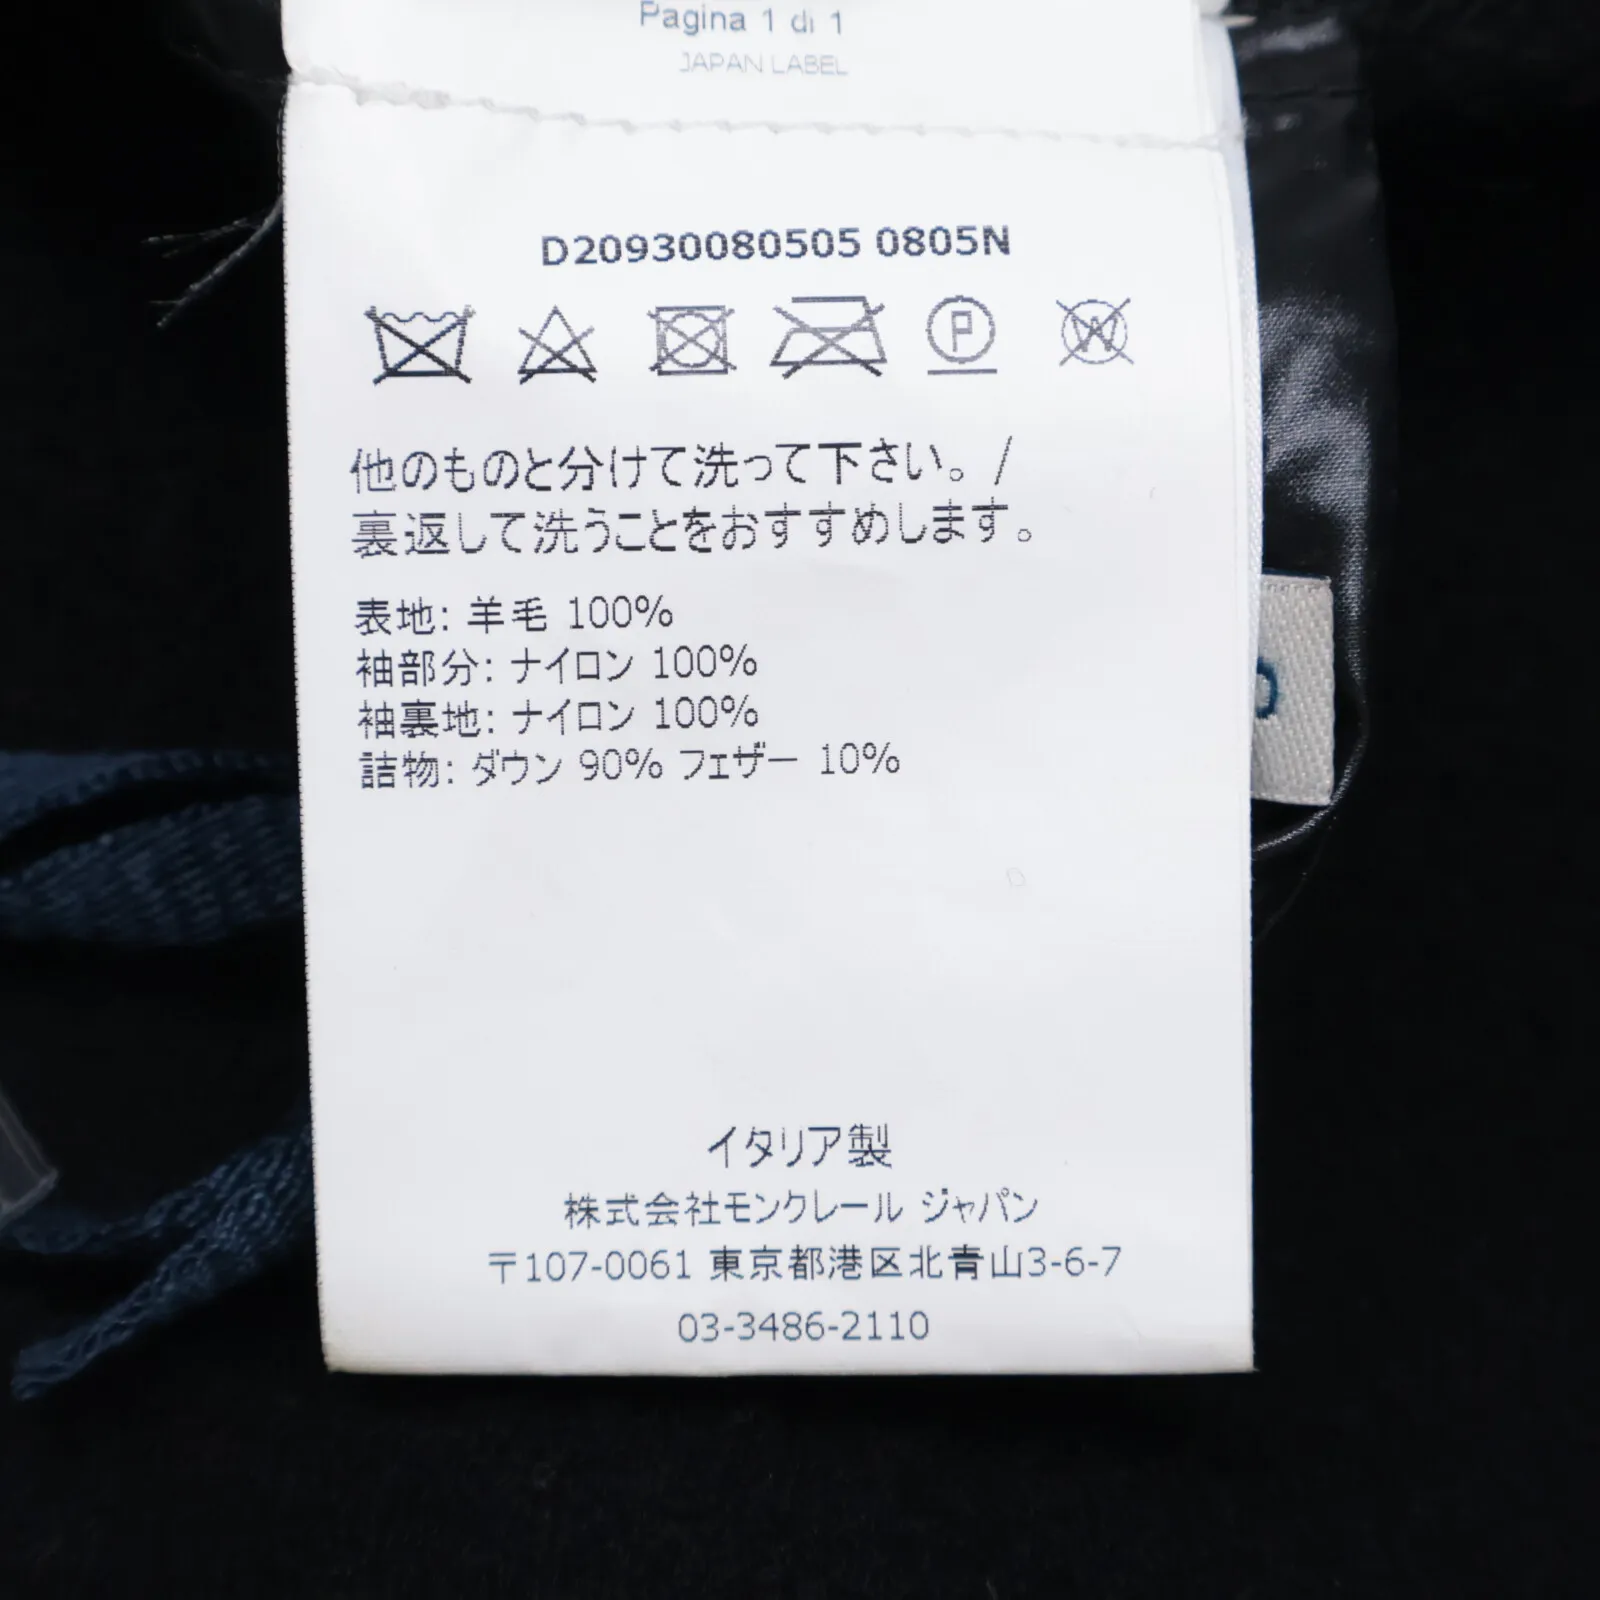 Pagina 1 di 1
JAPAN LABEL
D20930080505 0805N
P W
他のものと分けて洗って下さい。/
裏返して洗うことをおすすめします。
表地: 羊毛 100%
袖部分: ナイロン 100%
袖裏地: ナイロン 100%
詰物: ダウン 90% フェザー 10%
イタリア製
株式会社モンクレール ジャパン
〒107-0061 東京都港区北青山3-6-7
03-3486-2110